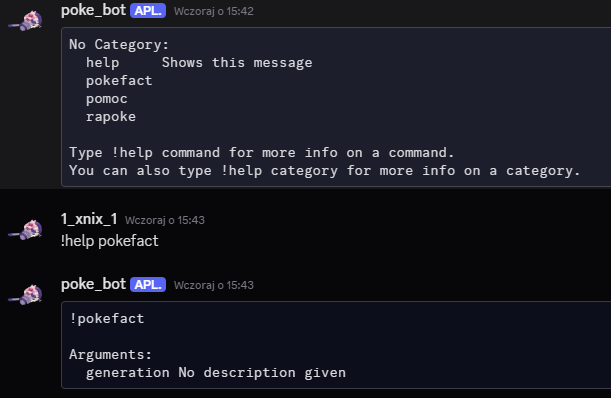 poke_bot APL. Wczoraj o 15:42
No Category:
  help     Shows this message
  pokefact
  pomoc
  rapoke

Type !help command for more info on a command.
You can also type !help category for more info on a category.
1_xnix_1 Wczoraj o 15:43
!help pokefact
poke_bot APL. Wczoraj o 15:43
!pokefact

Arguments:
  generation No description given